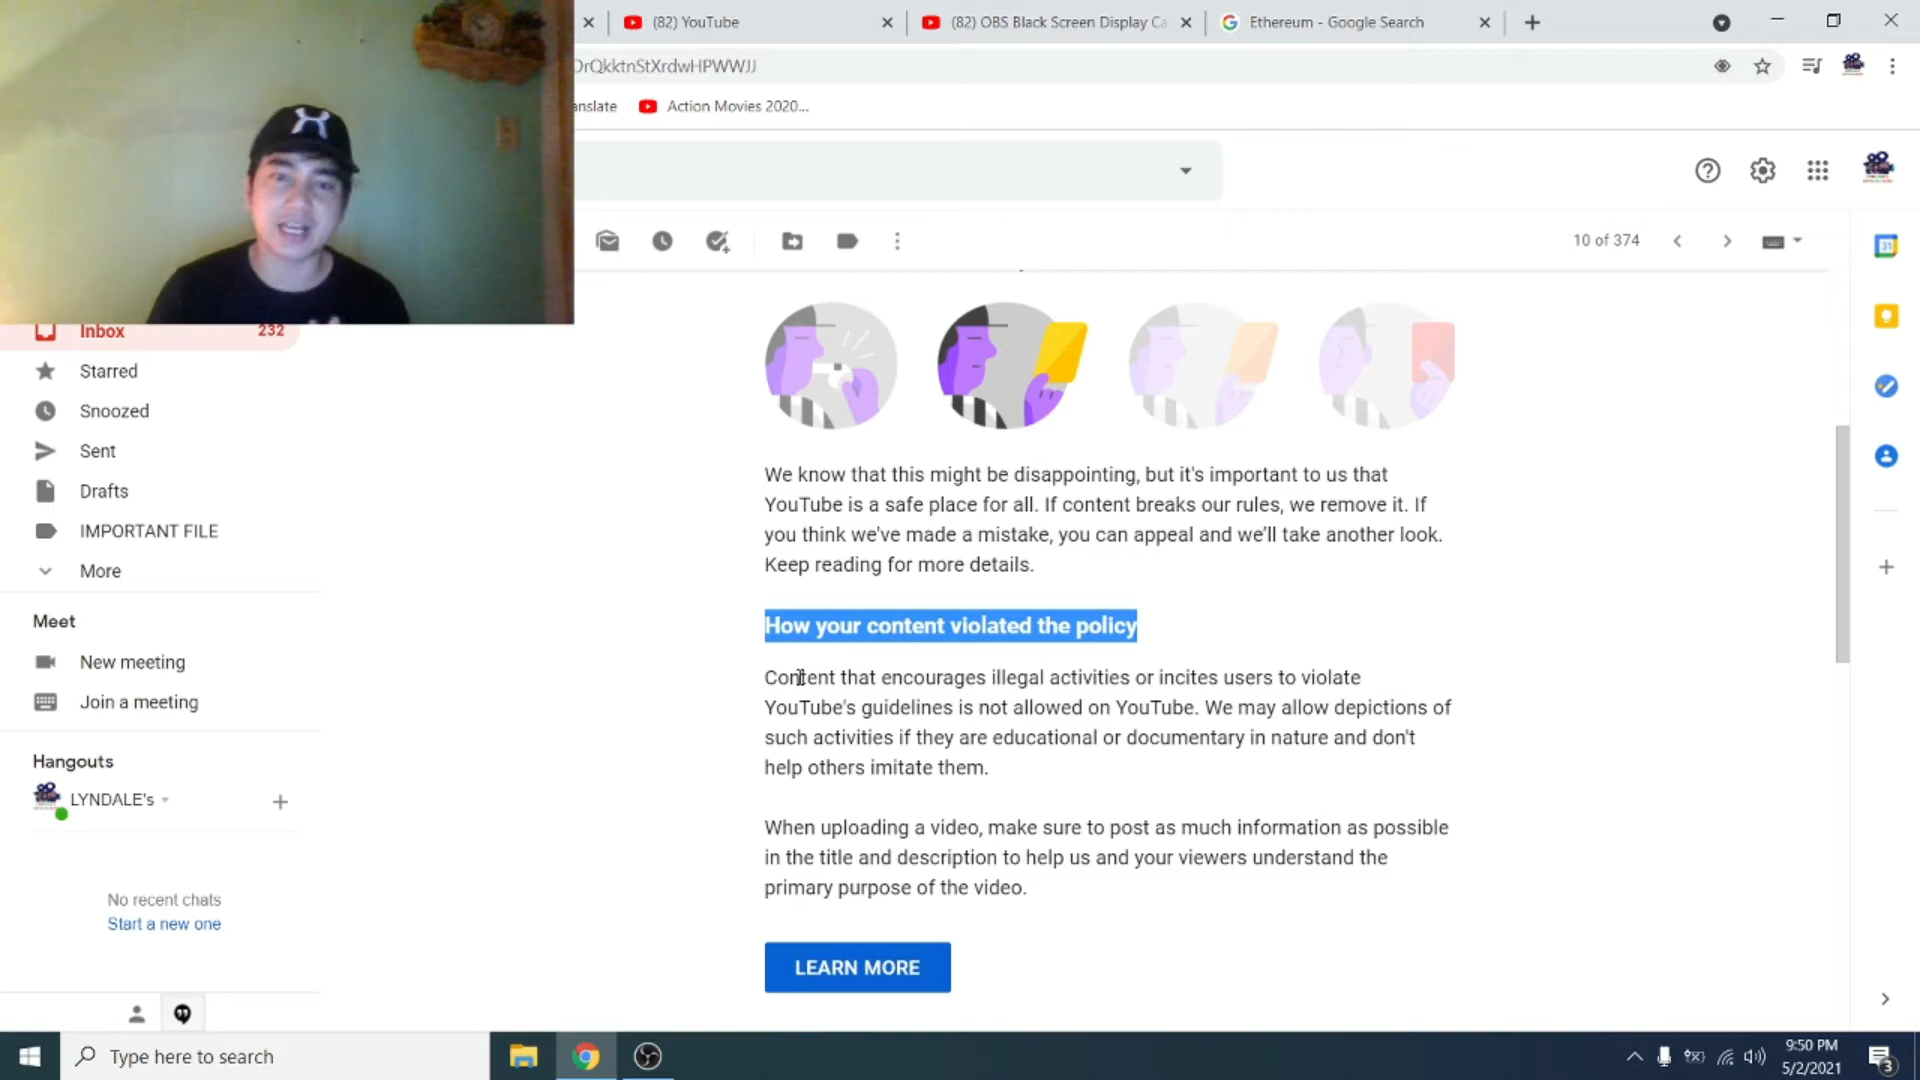 (82) YouTube
(82) OBS Black Screen Display Ca
Ethereum - Google Search
DrQkktnStXrdwHPWWJJ
anslate
Action Movies 2020...
10 of 374
31
Inbox 232
Starred
Snoozed
Sent
Drafts
IMPORTANT FILE
More
Meet
New meeting
Join a meeting
Hangouts
LYNDALE's
No recent chats
Start a new one
We know that this might be disappointing, but it's important to us that
YouTube is a safe place for all. If content breaks our rules, we remove it. If
you think we've made a mistake, you can appeal and we'll take another look.
Keep reading for more details.
How your content violated the policy
Content that encourages illegal activities or incites users to violate
YouTube's guidelines is not allowed on YouTube. We may allow depictions of
such activities if they are educational or documentary in nature and don't
help others imitate them.
When uploading a video, make sure to post as much information as possible
in the title and description to help us and your viewers understand the
primary purpose of the video.
LEARN MORE
Type here to search
9:50 PM
5/2/2021
3